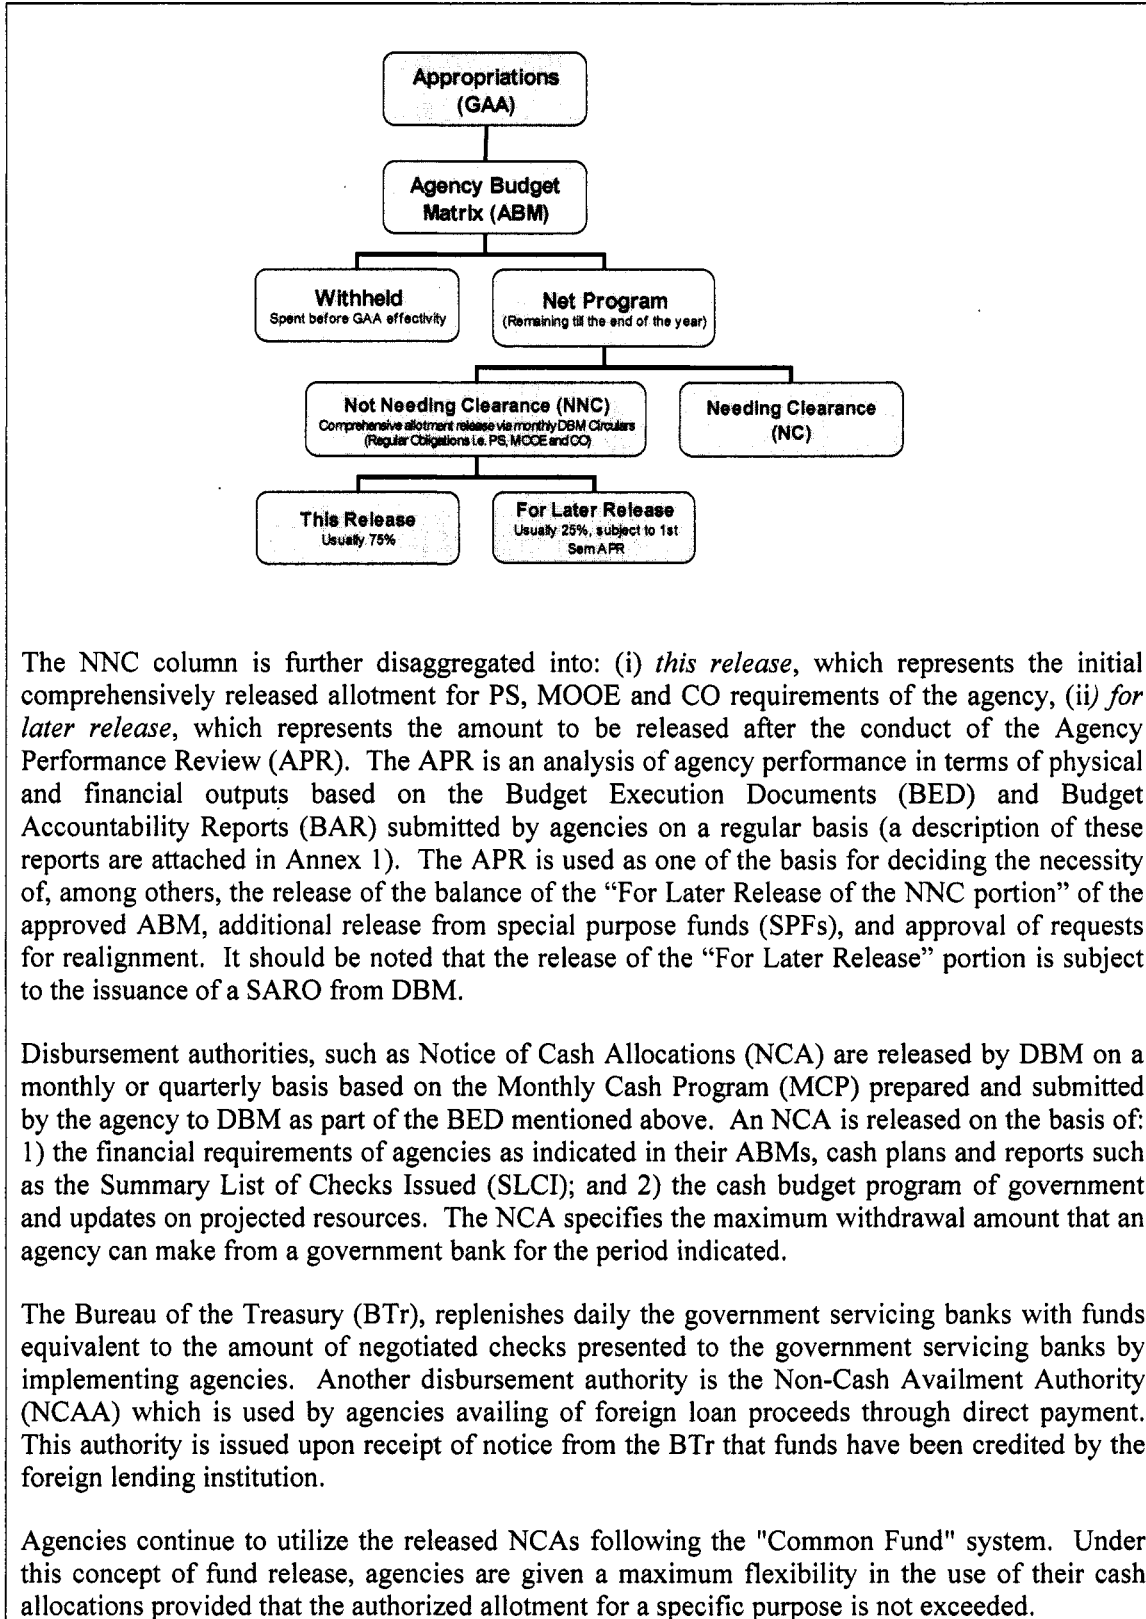 Appropriations
(GAA)
Agency Budget
Matrix (ABM)
Withheld
Spent before GAA effectivity
Net Program
(Remaining till the end of the year)
Not Needing Clearance (NNC)
Comprehensive allotment release via monthly DBM Circulars
(Regular Obligations i.e. PS, MOOE and CO)
Needing Clearance
(NC)
This Release
Usually 75%
For Later Release
Usually 25%, subject to 1st
Sem APR
The NNC column is further disaggregated into: (i) this release, which represents the initial
comprehensively released allotment for PS, MOOE and CO requirements of the agency, (ii) for
later release, which represents the amount to be released after the conduct of the Agency
Performance Review (APR). The APR is an analysis of agency performance in terms of physical
and financial outputs based on the Budget Execution Documents (BED) and Budget
Accountability Reports (BAR) submitted by agencies on a regular basis (a description of these
reports are attached in Annex 1). The APR is used as one of the basis for deciding the necessity
of, among others, the release of the balance of the “For Later Release of the NNC portion” of the
approved ABM, additional release from special purpose funds (SPFs), and approval of requests
for realignment. It should be noted that the release of the “For Later Release” portion is subject
to the issuance of a SARO from DBM.
Disbursement authorities, such as Notice of Cash Allocations (NCA) are released by DBM on a
monthly or quarterly basis based on the Monthly Cash Program (MCP) prepared and submitted
by the agency to DBM as part of the BED mentioned above. An NCA is released on the basis of:
1) the financial requirements of agencies as indicated in their ABMs, cash plans and reports such
as the Summary List of Checks Issued (SLCI); and 2) the cash budget program of government
and updates on projected resources. The NCA specifies the maximum withdrawal amount that an
agency can make from a government bank for the period indicated.
The Bureau of the Treasury (BTr), replenishes daily the government servicing banks with funds
equivalent to the amount of negotiated checks presented to the government servicing banks by
implementing agencies. Another disbursement authority is the Non-Cash Availment Authority
(NCAA) which is used by agencies availing of foreign loan proceeds through direct payment.
This authority is issued upon receipt of notice from the BTr that funds have been credited by the
foreign lending institution.
Agencies continue to utilize the released NCAs following the "Common Fund" system. Under
this concept of fund release, agencies are given a maximum flexibility in the use of their cash
allocations provided that the authorized allotment for a specific purpose is not exceeded.